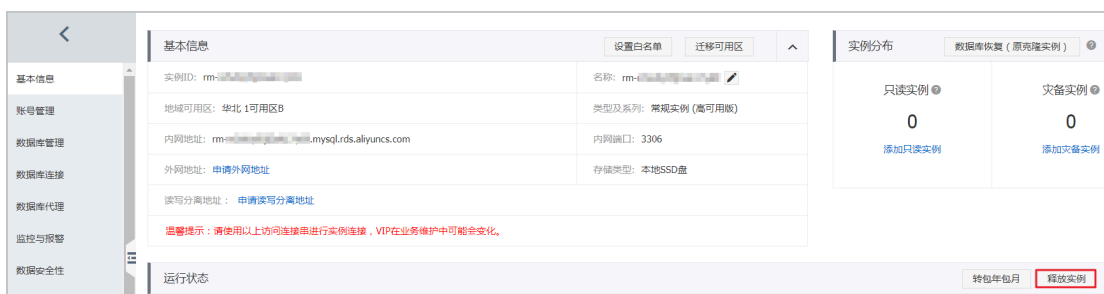 基本信息
账号管理
数据库管理
数据库连接
数据库代理
监控与报警
数据安全性
基本信息 设置白名单 迁移可用区
实例ID: rm- 名称: rm-
地域可用区: 华北 1可用区B 类型及系列: 常规实例 (高可用版)
内网地址: rm- .mysql.rds.aliyuncs.com 内网端口: 3306
外网地址: 申请外网地址 存储类型: 本地SSD盘
读写分离地址： 申请读写分离地址
温馨提示：请使用以上访问连接串进行实例连接，VIP在业务维护中可能会变化。
运行状态 转包年包月 释放实例
实例分布 数据库恢复（原克隆实例）
只读实例 灾备实例
0 0
添加只读实例 添加灾备实例